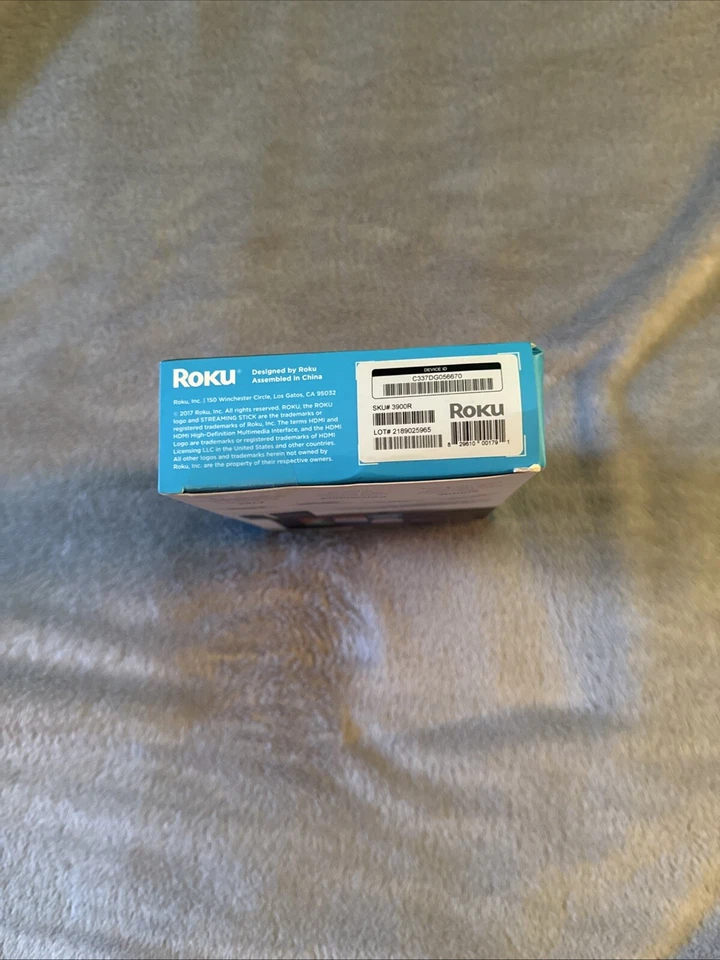 ROKU
Designed by Roku
Assembled in China
Roku, Inc. | 150 Winchester Circle, Los Gatos, CA 95032
© 2017 Roku, Inc. All rights reserved. ROKU, the ROKU
logo and STREAMING STICK are the trademarks or
registered trademarks of Roku, Inc. The terms HDMI and
HDMI High-Definition Multimedia Interface, and the HDMI
Logo are trademarks or registered trademarks of HDMI
Licensing LLC in the United States and other countries.
All other logos and trademarks herein not owned by
Roku, Inc. are the property of their respective owners.
DEVICE ID
C337DG056670
SKU# 3900R
ROKU
LOT# 2189025965
8 29610 00179 1